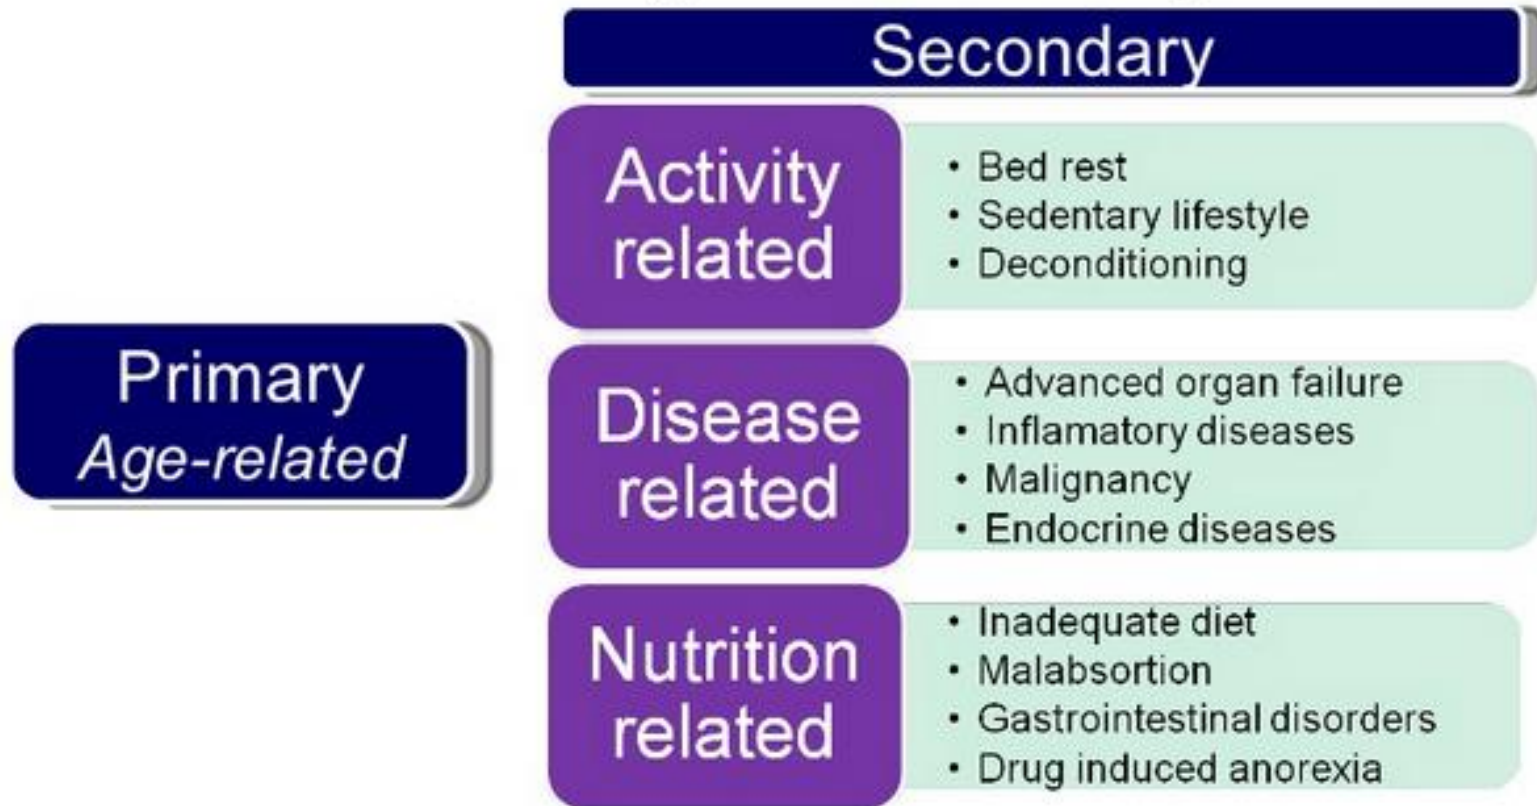 Secondary
Primary
Age-related
Activity
related
• Bed rest
• Sedentary lifestyle
• Deconditioning
Disease
related
• Advanced organ failure
• Inflamatory diseases
• Malignancy
• Endocrine diseases
Nutrition
related
• Inadequate diet
• Malabsortion
• Gastrointestinal disorders
• Drug induced anorexia